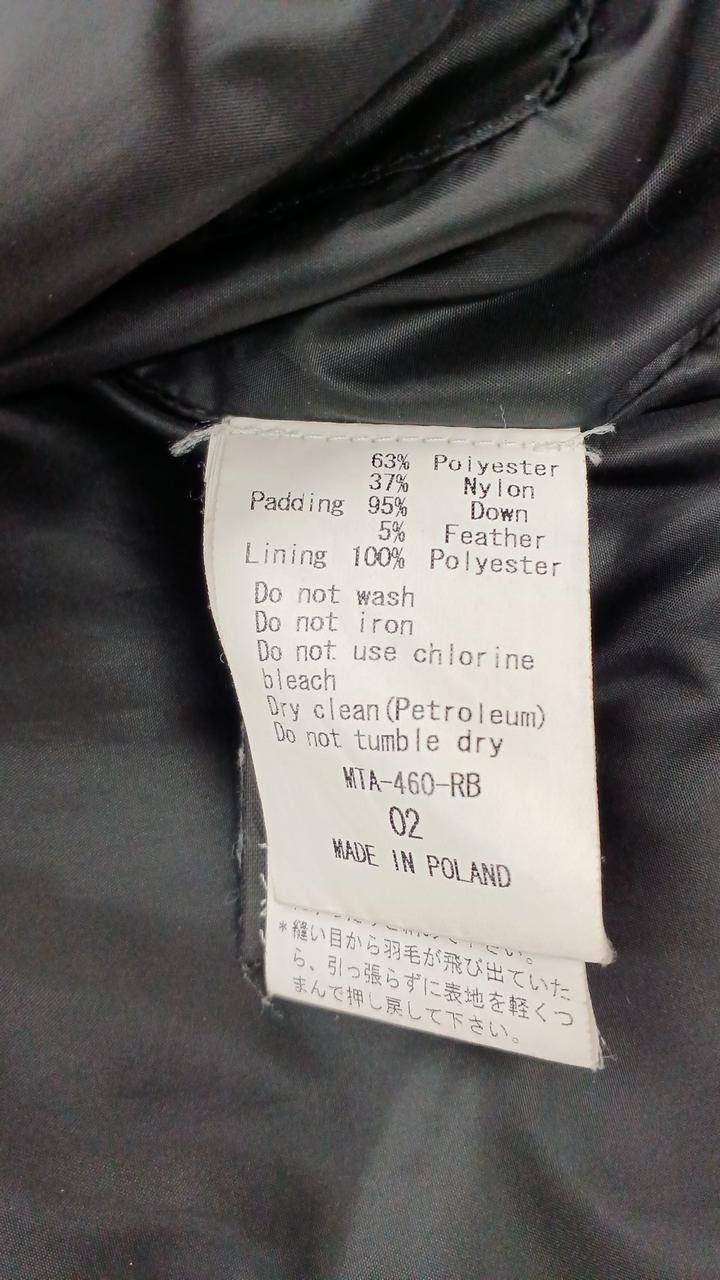 63% Polyester
37% Nylon
Padding 95% Down
5% Feather
Lining 100% Polyester
Do not wash
Do not iron
Do not use chlorine
bleach
Dry clean(Petroleum)
Do not tumble dry
MTA-460-RB
02
MADE IN POLAND
*縫い目から羽毛が飛び出ていた
ら、引っ張らずに表地を軽くつ
まんで押し戻して下さい。